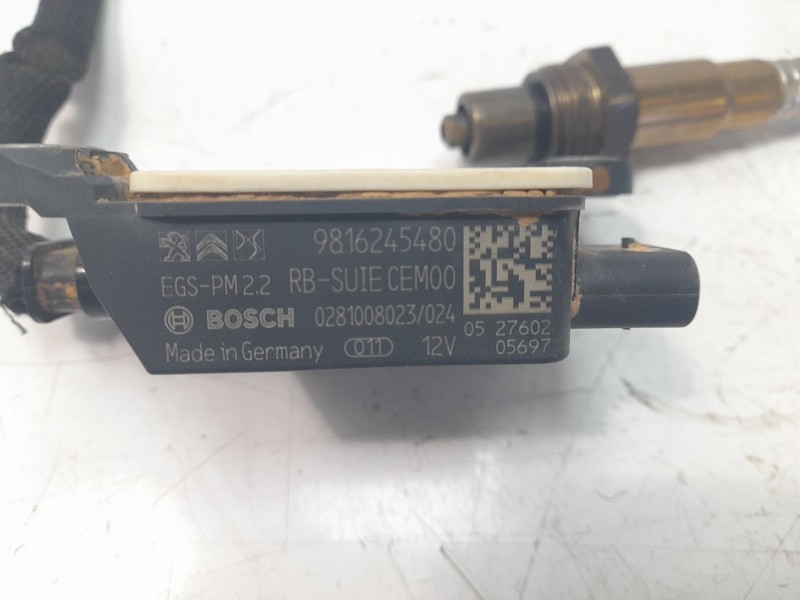 DS 9816245480
EGS-PM 2.2 RB-SUIE CEM00
BOSCH 0281008023/024
05 27602
Made in Germany 011 12V 05697